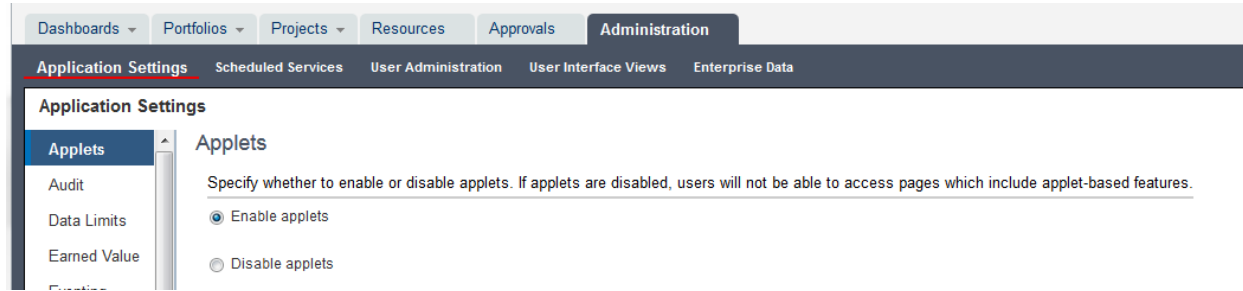 Dashboards Portfolios Projects Resources Approvals Administration
Application Settings Scheduled Services User Administration User Interface Views Enterprise Data
Application Settings
Applets
Audit
Data Limits
Earned Value
Applets
Specify whether to enable or disable applets. If applets are disabled, users will not be able to access pages which include applet-based features.
Enable applets
Disable applets